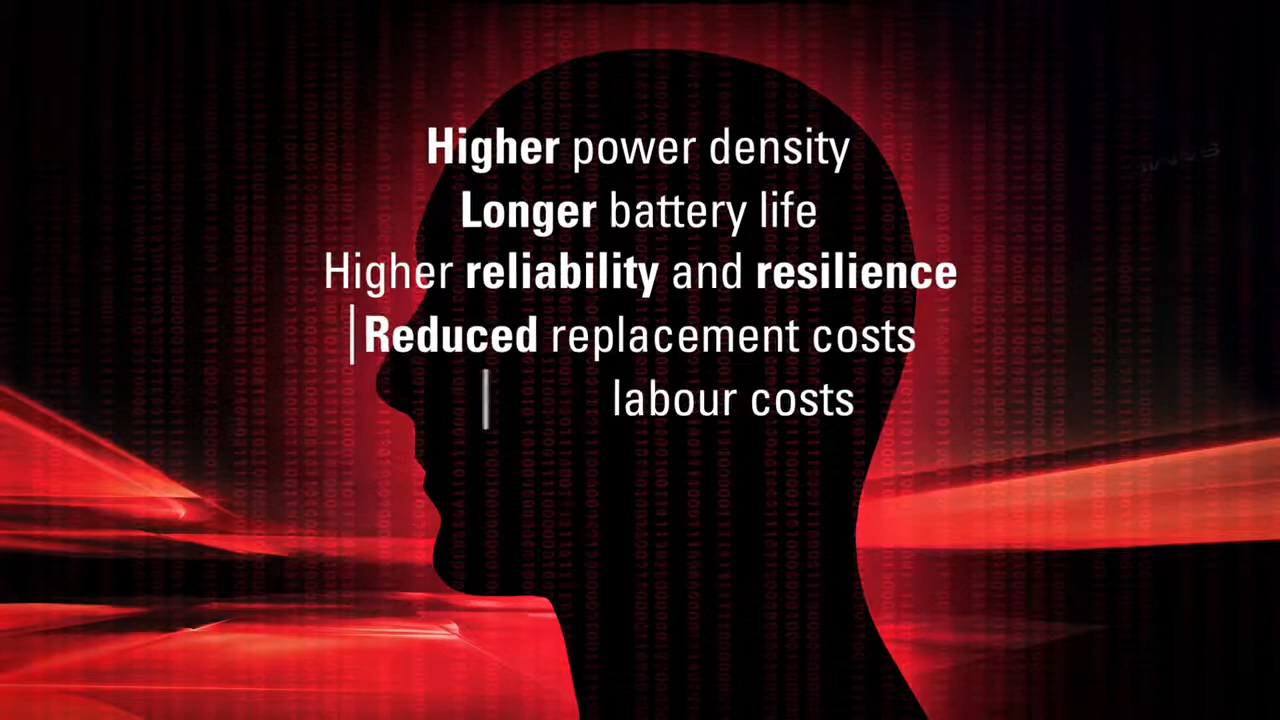 Higher power density
Longer battery life
Higher reliability and resilience
Reduced replacement costs
labour costs